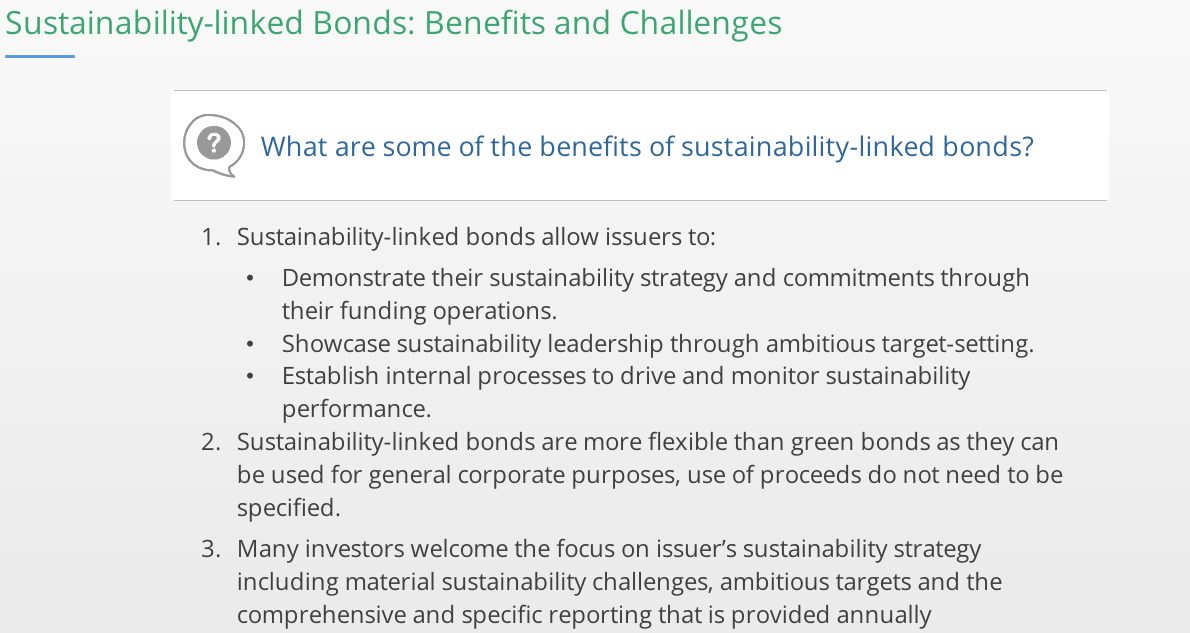 Sustainability-linked Bonds: Benefits and Challenges
?
What are some of the benefits of sustainability-linked bonds?
1. Sustainability-linked bonds allow issuers to:
• Demonstrate their sustainability strategy and commitments through
their funding operations.
• Showcase sustainability leadership through ambitious target-setting.
• Establish internal processes to drive and monitor sustainability
performance.
2. Sustainability-linked bonds are more flexible than green bonds as they can
be used for general corporate purposes, use of proceeds do not need to be
specified.
3. Many investors welcome the focus on issuer’s sustainability strategy
including material sustainability challenges, ambitious targets and the
comprehensive and specific reporting that is provided annually